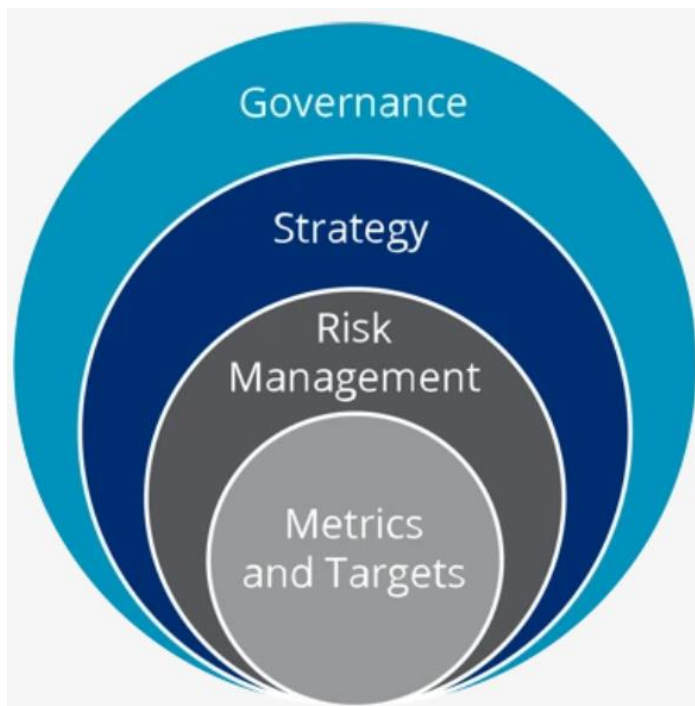 Governance
Strategy
Risk
Management
Metrics
and Targets